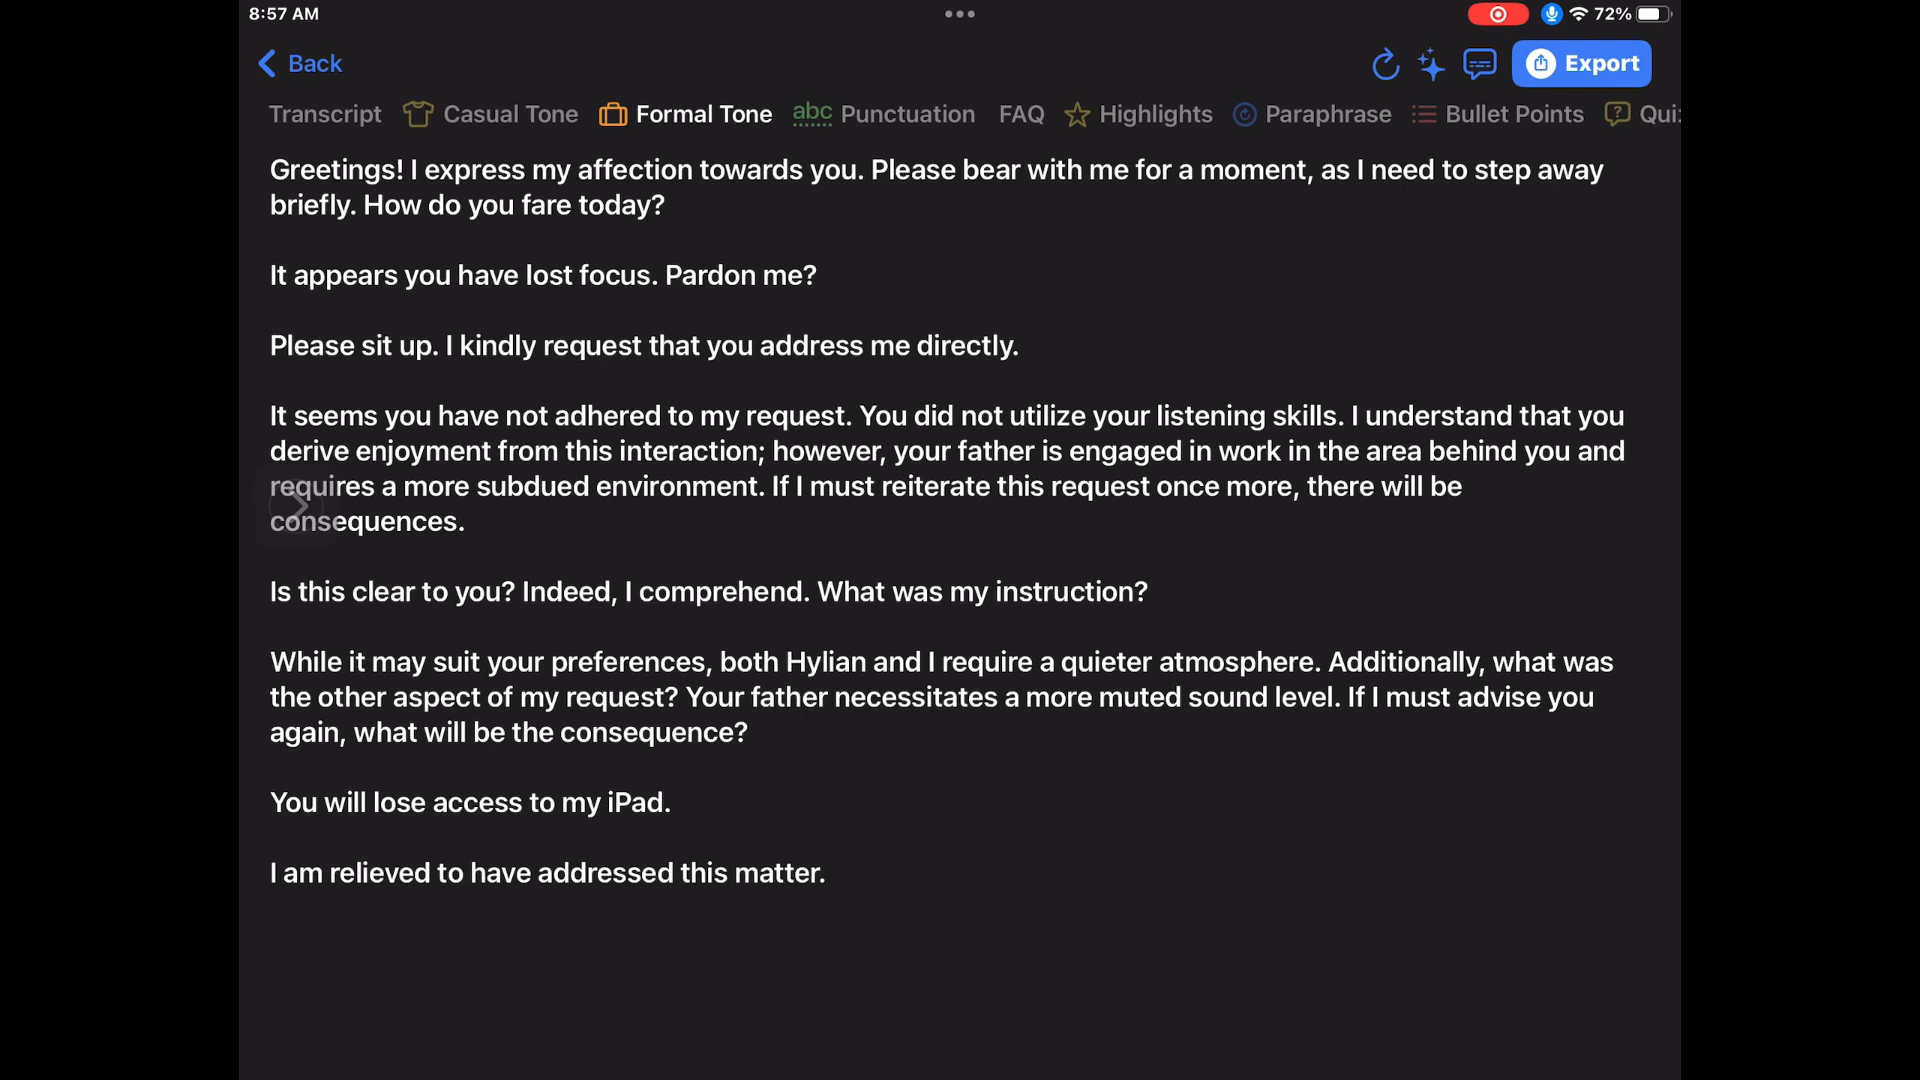 8:57 AM
72%
Back
Export
Transcript Casual Tone Formal Tone abc Punctuation FAQ Highlights Paraphrase Bullet Points Qui
Greetings! I express my affection towards you. Please bear with me for a moment, as I need to step away
briefly. How do you fare today?
It appears you have lost focus. Pardon me?
Please sit up. I kindly request that you address me directly.
It seems you have not adhered to my request. You did not utilize your listening skills. I understand that you
derive enjoyment from this interaction; however, your father is engaged in work in the area behind you and
requires a more subdued environment. If I must reiterate this request once more, there will be
consequences.
Is this clear to you? Indeed, I comprehend. What was my instruction?
While it may suit your preferences, both Hylian and I require a quieter atmosphere. Additionally, what was
the other aspect of my request? Your father necessitates a more muted sound level. If I must advise you
again, what will be the consequence?
You will lose access to my iPad.
I am relieved to have addressed this matter.